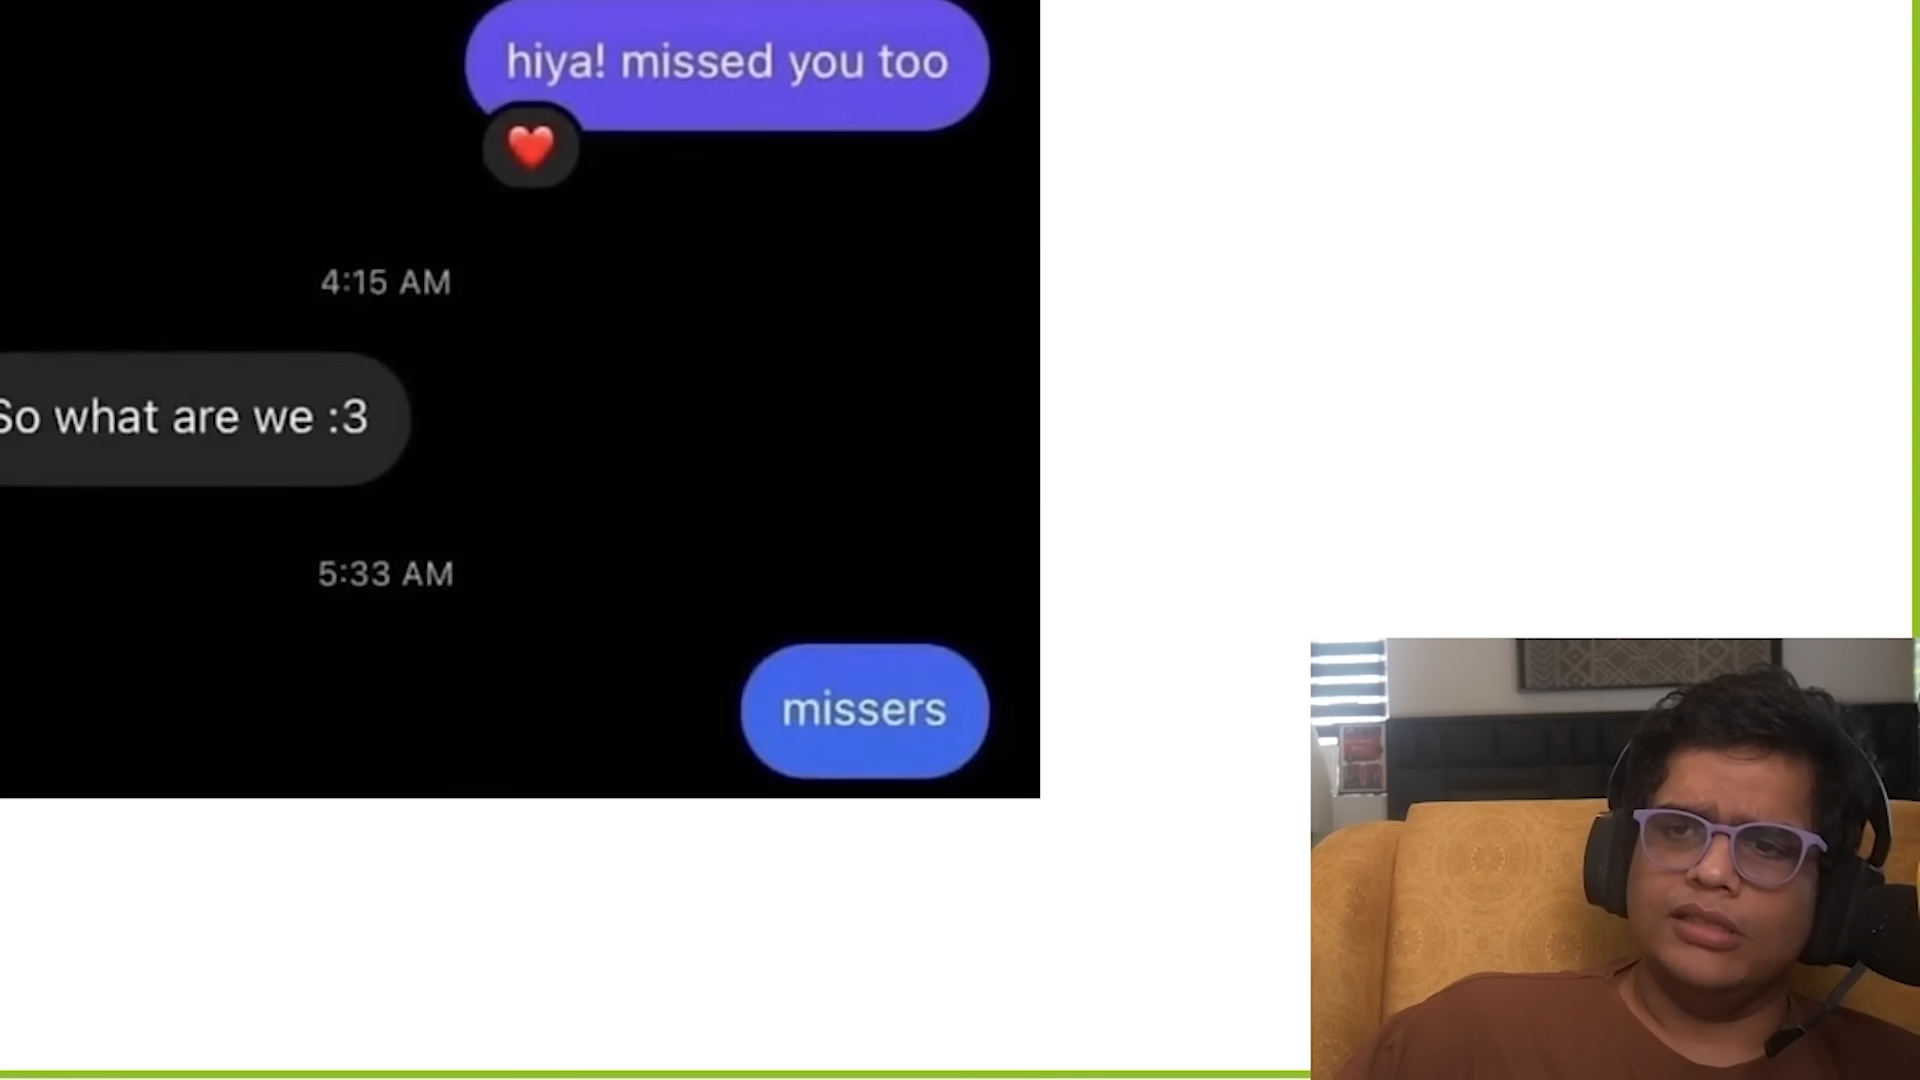 hiya! missed you too
4:15 AM
So what are we :3
5:33 AM
missers